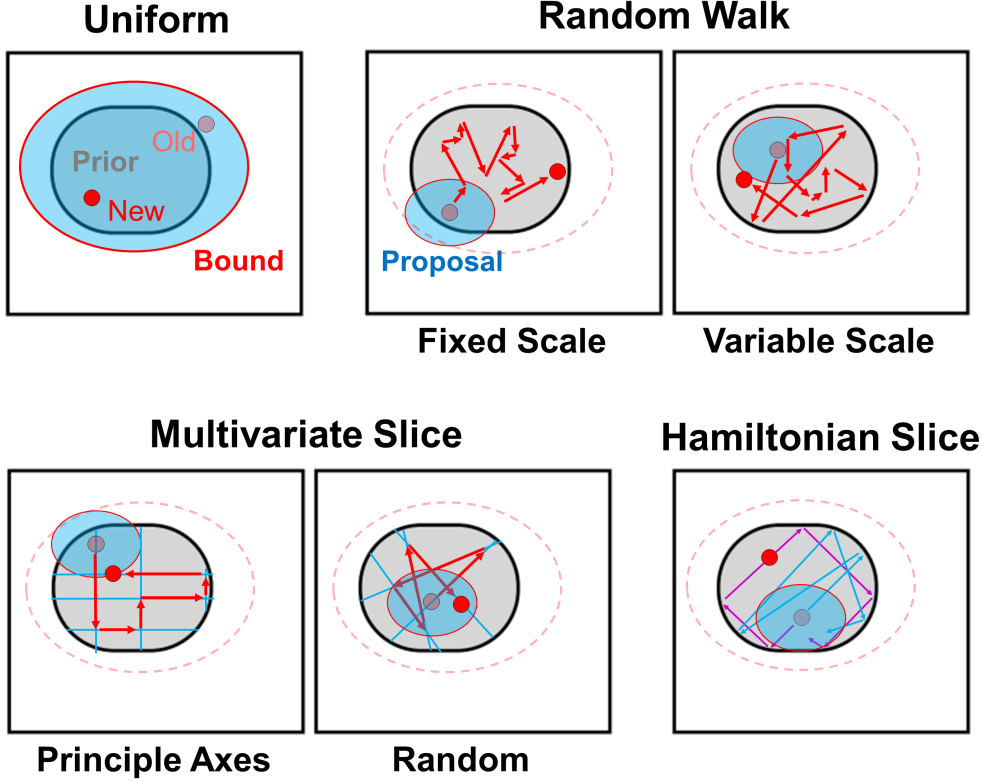 Uniform
Random Walk
Old
Prior
New
Bound
Proposal
Fixed Scale
Variable Scale
Multivariate Slice
Hamiltonian Slice
Principle Axes
Random